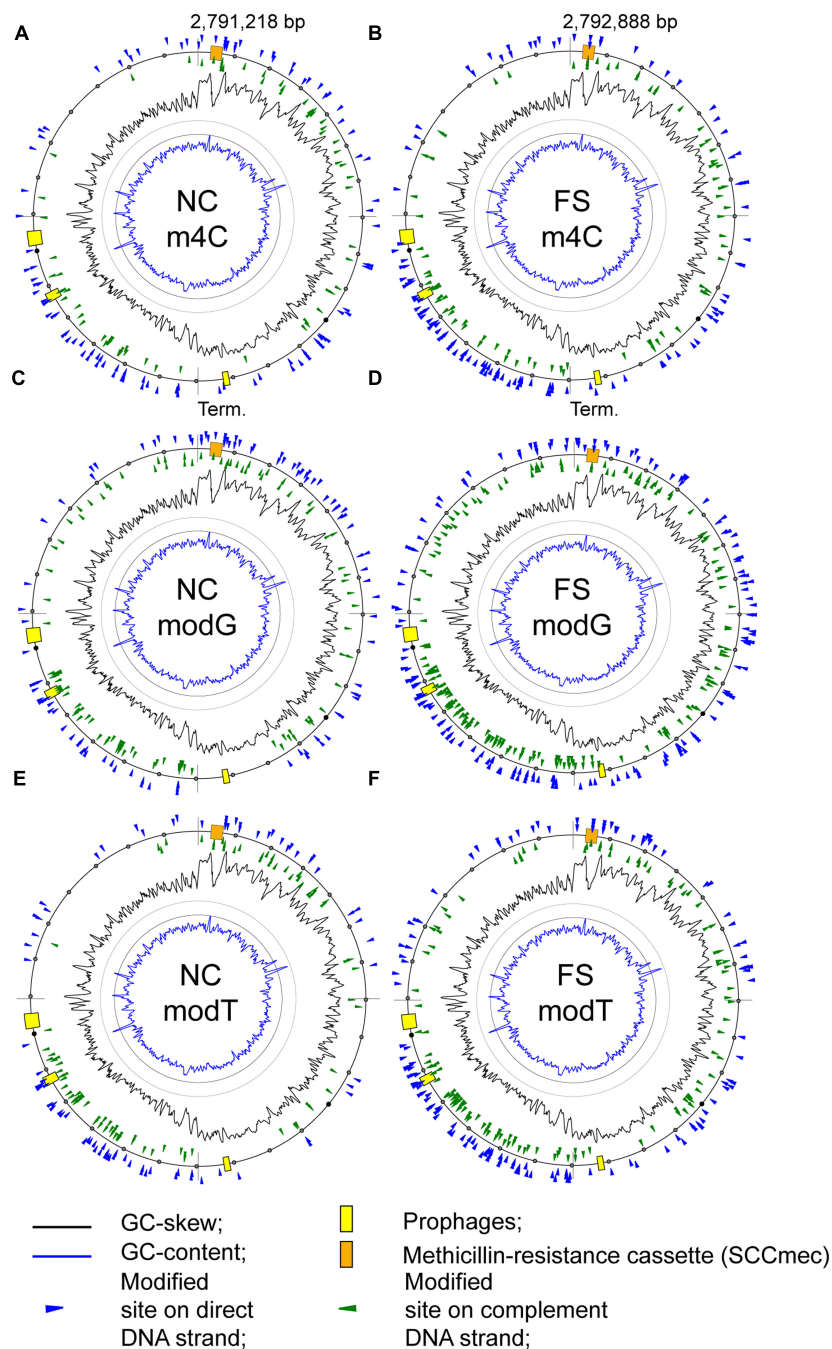 A
2,791,218 bp
B
2,792,888 bp
NC
m4C
FS
m4C
C
Term.
D
Term.
NC
modG
FS
modG
E
F
NC
modT
FS
modT
GC-skew;
GC-content;
Modified
site on direct
DNA strand;
Prophages;
Methicillin-resistance cassette (SCCmec)
Modified
site on complement
DNA strand;